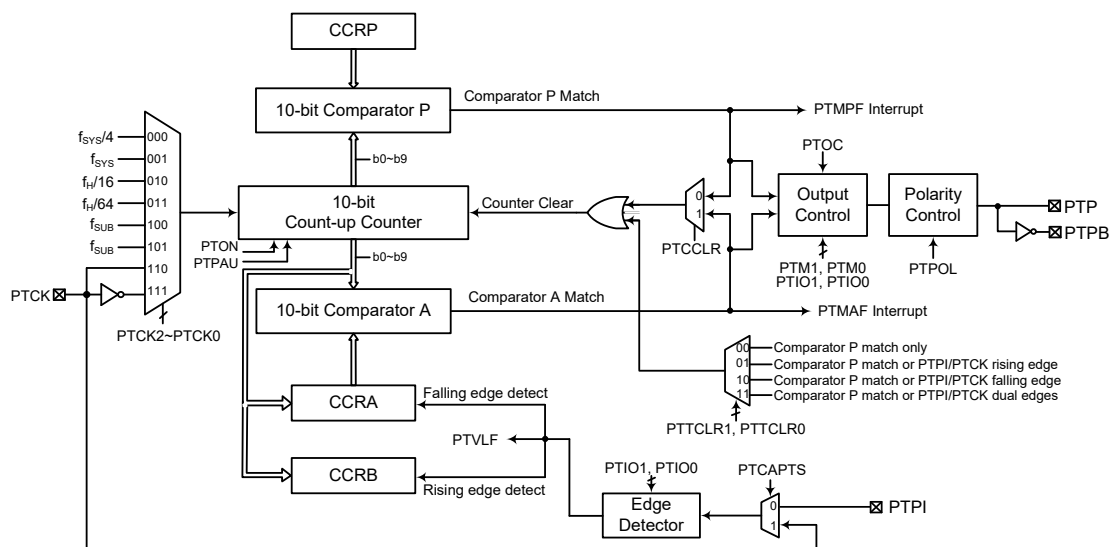 CCRP
10-bit Comparator P
Comparator P Match
PTMPF Interrupt
b0~b9
fSYS/4
000
fSYS
001
fH/16
010
fH/64
011
fSUB
100
fSUB
101
110
111
PTCK
PTCK2~PTCK0
10-bit
Count-up Counter
Counter Clear
PTON
PTPAU
b0~b9
0
1
PTCCLR
PTOC
Output
Control
PTM1, PTM0
PTIO1, PTIO0
Polarity
Control
PTPOL
PTP
PTPB
10-bit Comparator A
Comparator A Match
PTMAF Interrupt
00
Comparator P match only
01
Comparator P match or PTPI/PTCK rising edge
10
Comparator P match or PTPI/PTCK falling edge
11
Comparator P match or PTPI/PTCK dual edges
PTTCLR1, PTTCLR0
CCRA
Falling edge detect
PTVLF
CCRB
Rising edge detect
PTIO1, PTIO0
Edge
Detector
PTCAPTS
0
1
PTPI